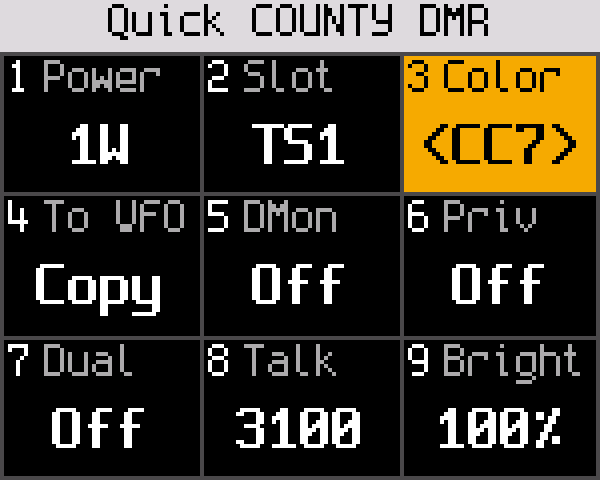 Quick COUNTY DMR
1 Power 2 Slot 3 Color
1W TS1 <CC7>
4 To VFO 5 DMon 6 Priv
Copy Off Off
7 Dual 8 Talk 9 Bright
Off 3100 100%